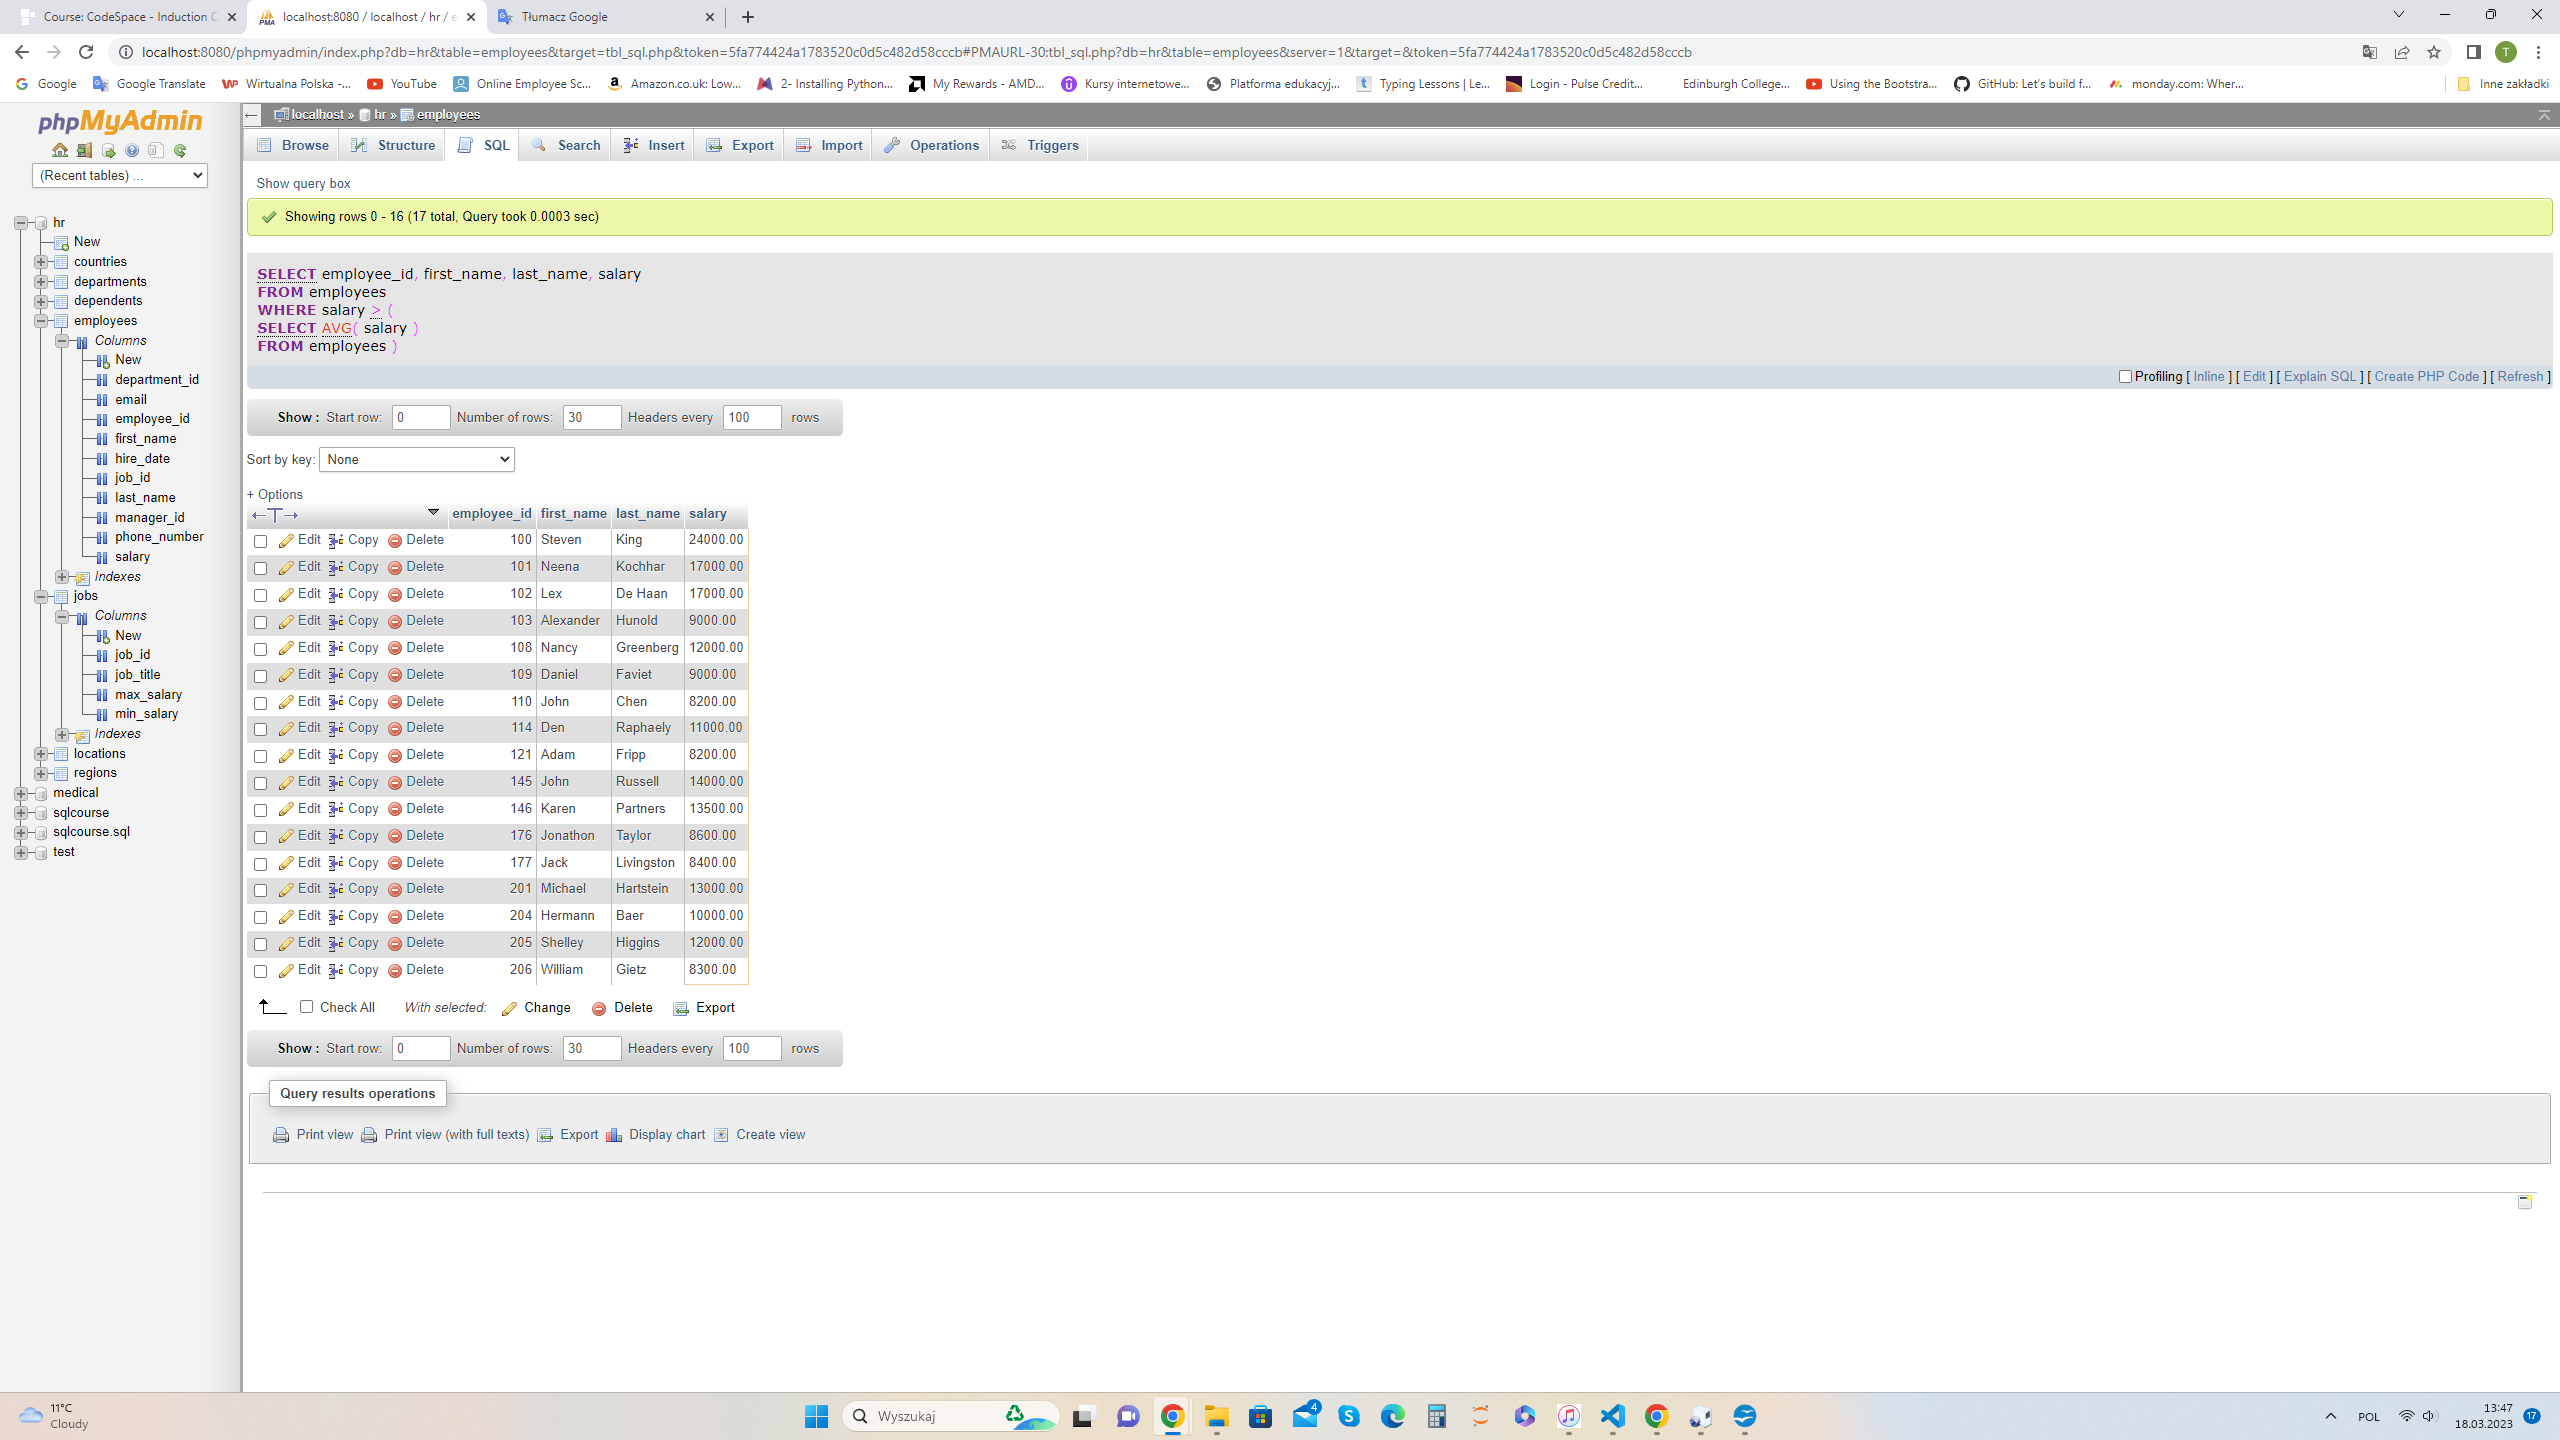 Course: CodeSpace - Induction C
localhost:8080 / localhost / hr / e
Tłumacz Google
localhost:8080/phpmyadmin/index.php?db=hr&table=employees&target=tbl_sql.php&token=5fa774424a1783520c0d5c482d58cccb#PMAURL-30:tbl_sql.php?db=hr&table=employees&server=1&target=&token=5fa774424a1783520c0d5c482d58cccb
T
Google
Google Translate
Wirtualna Polska -...
YouTube
Online Employee Sc...
Amazon.co.uk: Low...
2- Installing Python...
My Rewards - AMD...
Kursy internetowe...
Platforma edukacyj...
Typing Lessons | Le...
Login - Pulse Credit...
Edinburgh College...
Using the Bootstra...
GitHub: Let's build f...
monday.com: Wher...
Inne zakładki
phpMyAdmin
(Recent tables) ...
hr
New
countries
departments
dependents
employees
Columns
New
department_id
email
employee_id
first_name
hire_date
job_id
last_name
manager_id
phone_number
salary
Indexes
jobs
Columns
New
job_id
job_title
max_salary
min_salary
Indexes
locations
regions
medical
sqlcourse
sqlcourse.sql
test
localhost » hr » employees
Browse Structure SQL Search Insert Export Import Operations Triggers
Show query box
Showing rows 0 - 16 (17 total, Query took 0.0003 sec)
SELECT employee_id, first_name, last_name, salary
FROM employees
WHERE salary > (
SELECT AVG( salary )
FROM employees )
Profiling [ Inline ] [ Edit ] [ Explain SQL ] [ Create PHP Code ] [ Refresh ]
Show : Start row: 0 Number of rows: 30 Headers every 100 rows
Sort by key: None
+ Options
employee_id first_name last_name salary
Edit Copy Delete 100 Steven King 24000.00
Edit Copy Delete 101 Neena Kochhar 17000.00
Edit Copy Delete 102 Lex De Haan 17000.00
Edit Copy Delete 103 Alexander Hunold 9000.00
Edit Copy Delete 108 Nancy Greenberg 12000.00
Edit Copy Delete 109 Daniel Faviet 9000.00
Edit Copy Delete 110 John Chen 8200.00
Edit Copy Delete 114 Den Raphaely 11000.00
Edit Copy Delete 121 Adam Fripp 8200.00
Edit Copy Delete 145 John Russell 14000.00
Edit Copy Delete 146 Karen Partners 13500.00
Edit Copy Delete 176 Jonathon Taylor 8600.00
Edit Copy Delete 177 Jack Livingston 8400.00
Edit Copy Delete 201 Michael Hartstein 13000.00
Edit Copy Delete 204 Hermann Baer 10000.00
Edit Copy Delete 205 Shelley Higgins 12000.00
Edit Copy Delete 206 William Gietz 8300.00
Check All With selected: Change Delete Export
Show : Start row: 0 Number of rows: 30 Headers every 100 rows
Query results operations
Print view Print view (with full texts) Export Display chart Create view
11°C
Cloudy
Wyszukaj
4
POL
13:47
18.03.2023
17